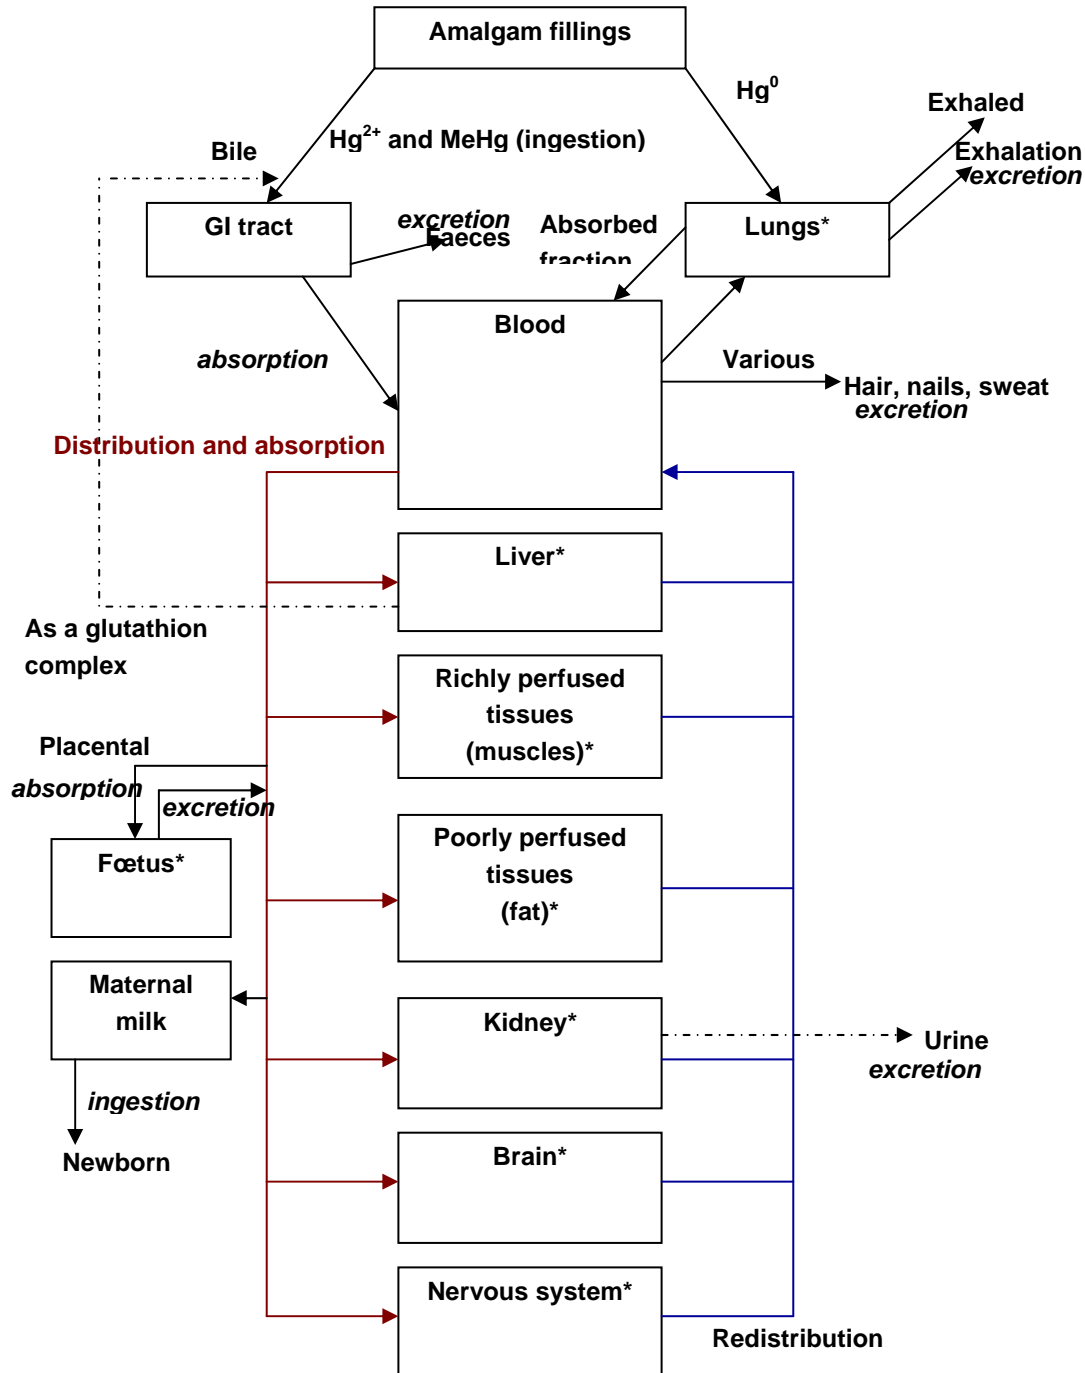 Amalgam fillings
Hg⁰
Exhaled
Hg²⁺ and MeHg (ingestion)
Bile
Exhalation
excretion
GI tract
excretion
Faeces
Absorbed
fraction
Lungs*
Blood
absorption
Various
Hair, nails, sweat
excretion
Distribution and absorption
Liver*
As a glutathion
complex
Richly perfused
tissues
(muscles)*
Placental
absorption
excretion
Fœtus*
Poorly perfused
tissues
(fat)*
Maternal
milk
Kidney*
Urine
excretion
ingestion
Newborn
Brain*
Nervous system*
Redistribution